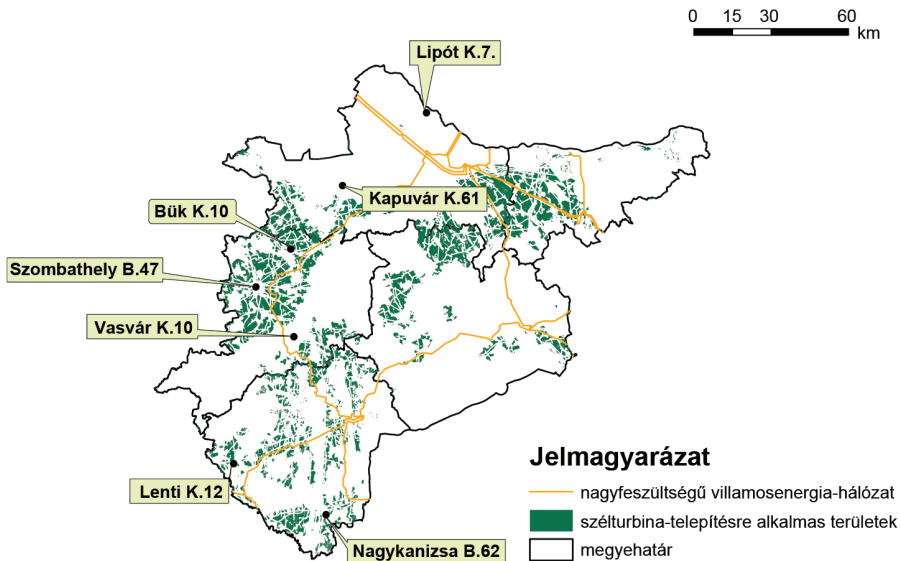 0 15 30 60
km
Lipót K.7.
Kapuvár K.61
Bük K.10
Szombathely B.47
Vasvár K.10
Lenti K.12
Nagykanizsa B.62
Jelmagyarázat
nagyfeszültségű villamosenergia-hálózat
szélturbina-telepítésre alkalmas területek
megyehatár